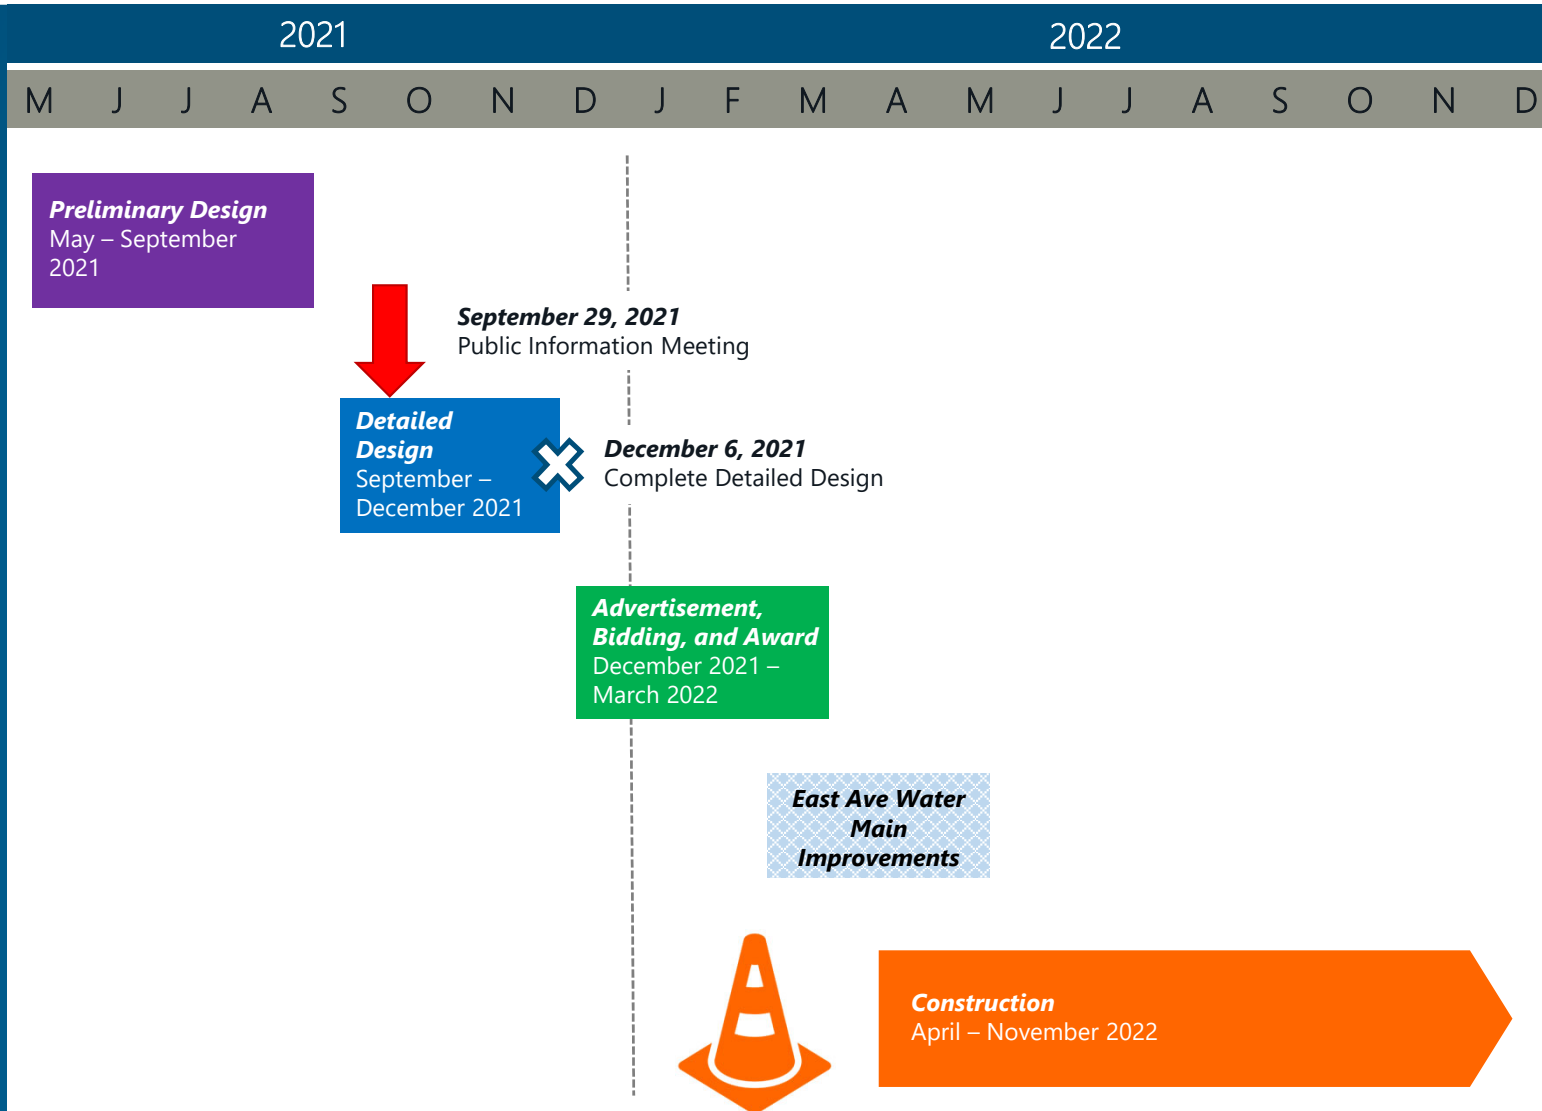 2021
2022
M J J A S O N D J F M A M J J A S O N D
Preliminary Design
May – September
2021
September 29, 2021
Public Information Meeting
Detailed
Design
September –
December 2021
December 6, 2021
Complete Detailed Design
Advertisement,
Bidding, and Award
December 2021 –
March 2022
East Ave Water
Main
Improvements
Construction
April – November 2022